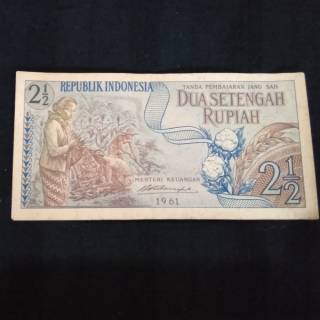 REPUBLIK INDONESIA
TANDA PEMBAJARAN JANG SAH
2½
DUA SETENGAH
RUPIAH
MENTERI KEUANGAN
1961
2½